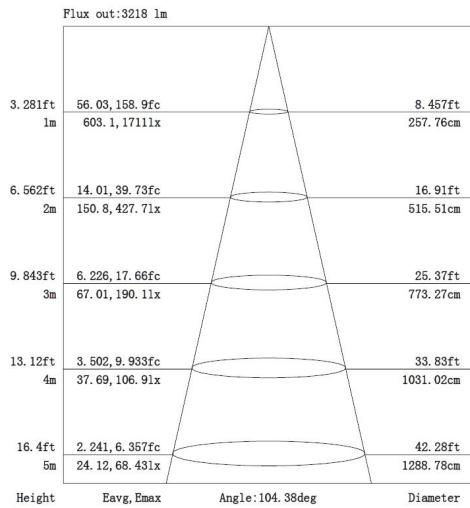 Flux out:3218 lm
3.281ft 56.03,158.9fc 8.457ft
1m 603.1,1711lx 257.76cm
6.562ft 14.01,39.73fc 16.91ft
2m 150.8,427.7lx 515.51cm
9.843ft 6.226,17.66fc 25.37ft
3m 67.01,190.1lx 773.27cm
13.12ft 3.502,9.933fc 33.83ft
4m 37.69,106.9lx 1031.02cm
16.4ft 2.241,6.357fc 42.28ft
5m 24.12,68.43lx 1288.78cm
Height Eavg,Emax Angle:104.38deg Diameter